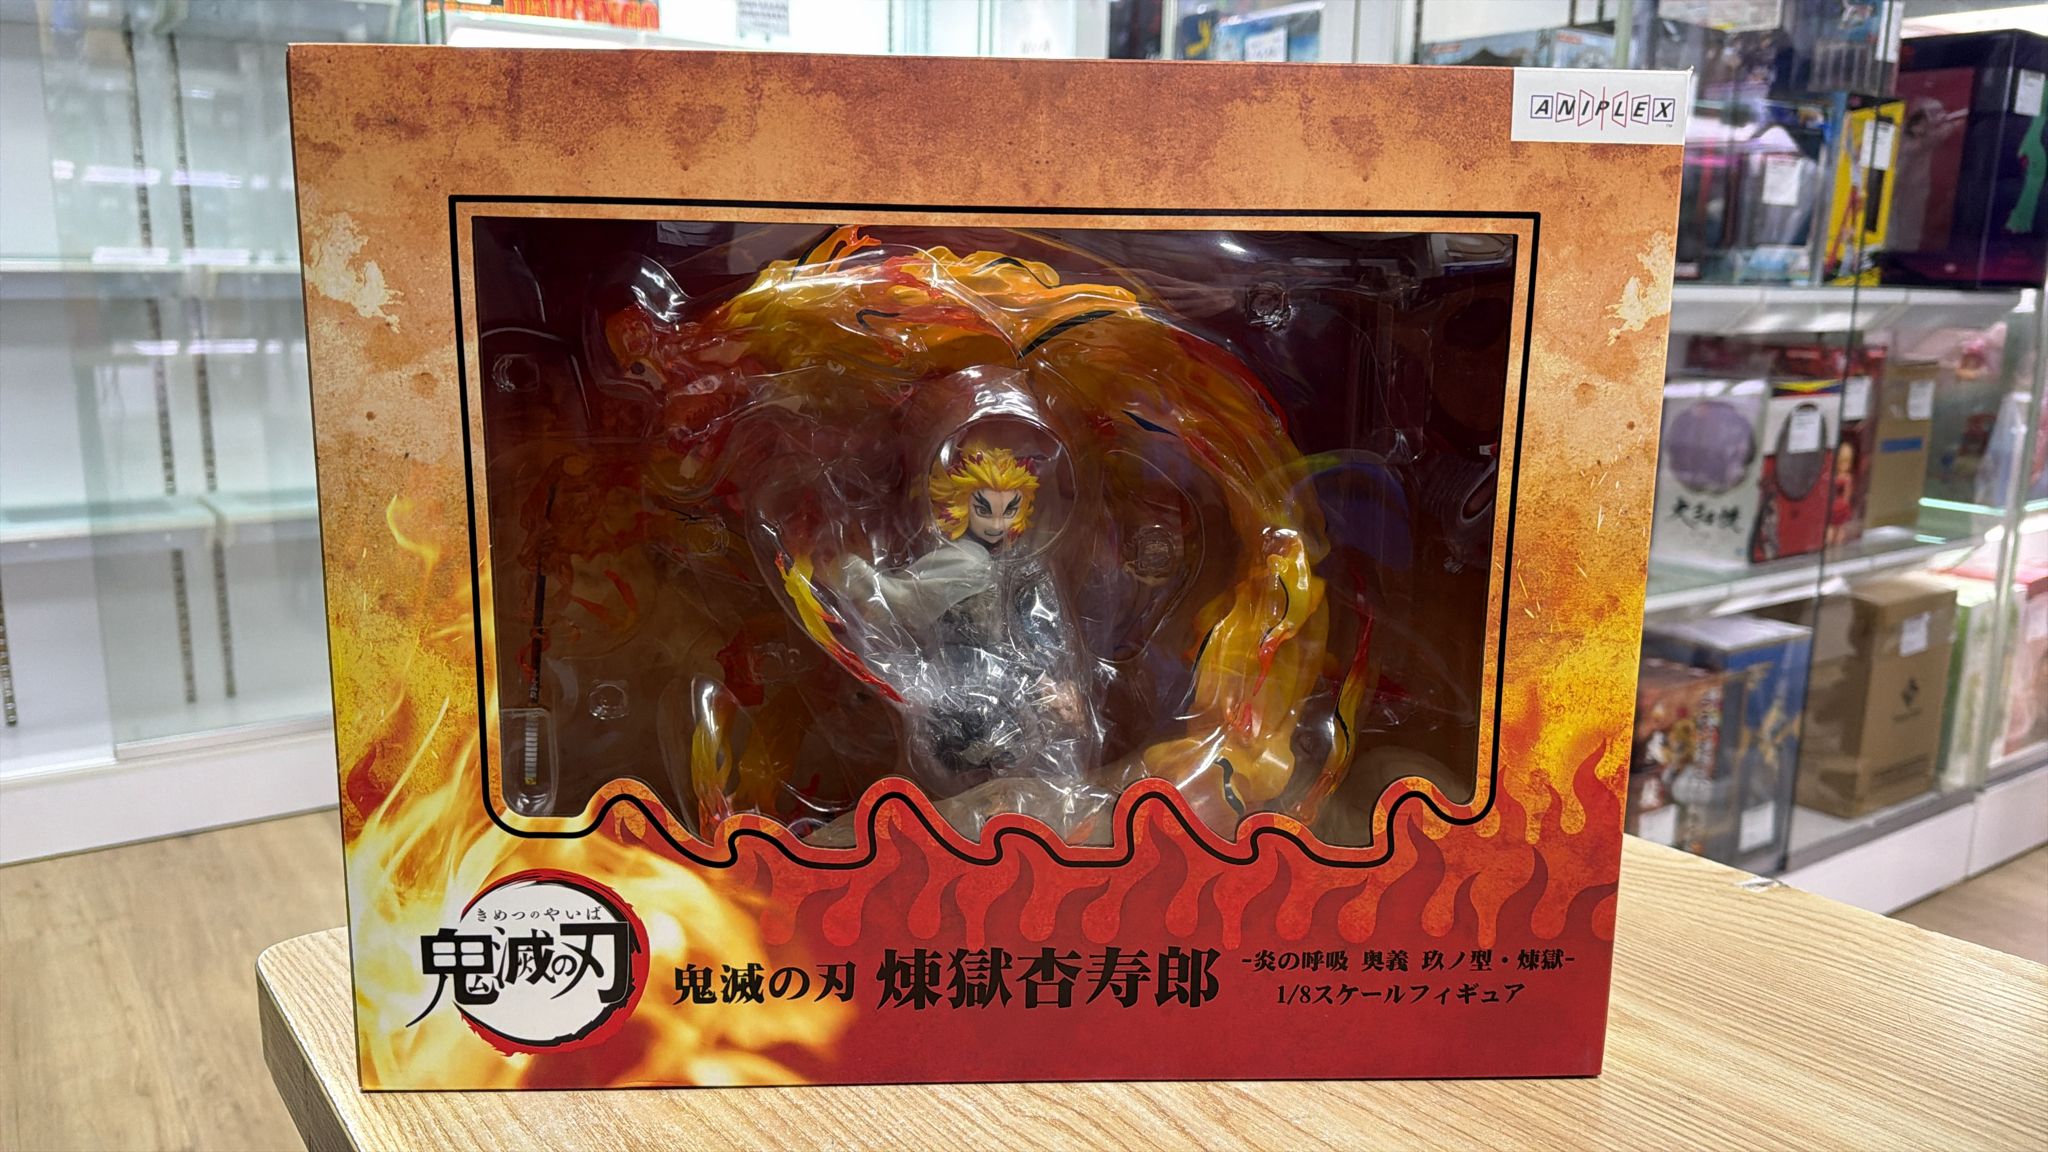 ANIPLEX
きめつのやいば
鬼滅の刃
鬼滅の刃 煉獄杏寿郎
-炎の呼吸 奥義 玖ノ型・煉獄-
1/8スケールフィギュア